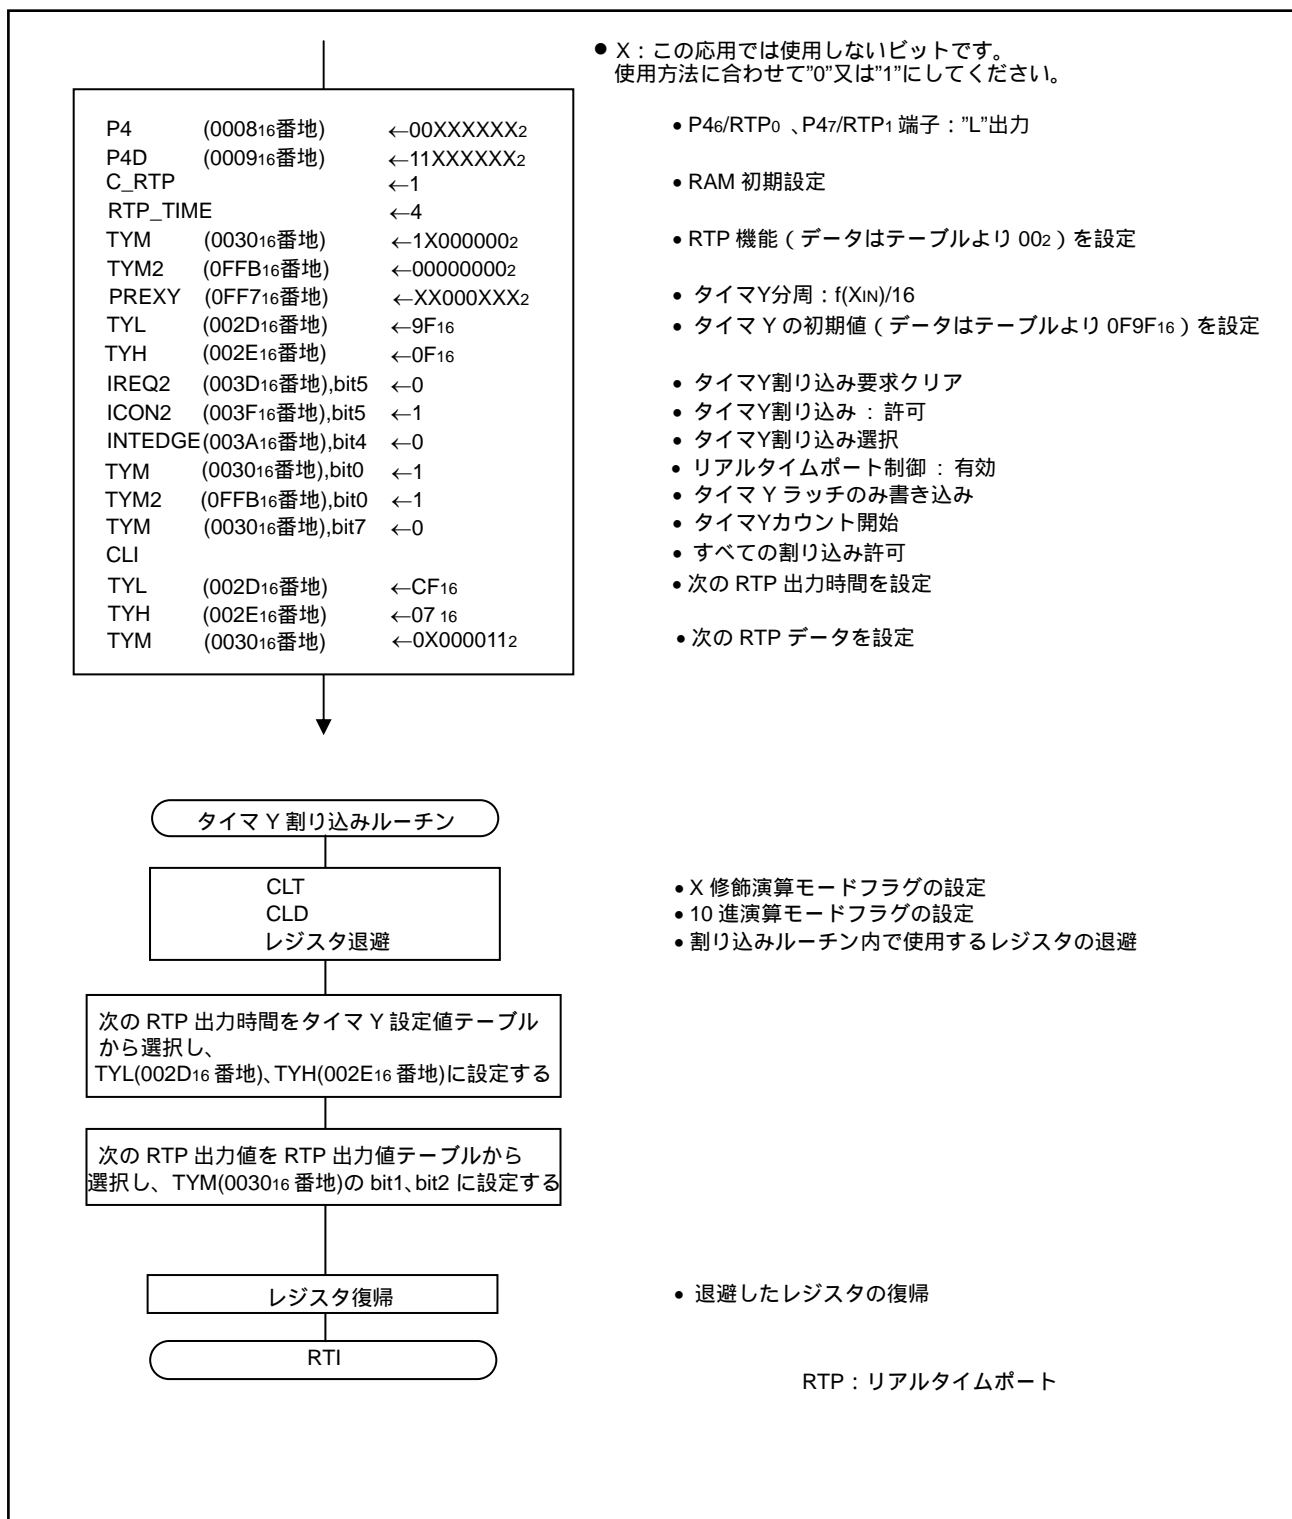 ● X：この応用では使用しないビットです。
使用方法に合わせて”0”又は”1”にしてください。
P4 (000816番地) ←00XXXXXX2 • P46/RTP0 、P47/RTP1 端子：”L”出力
P4D (000916番地) ←11XXXXXX2
C_RTP ←1 • RAM 初期設定
RTP_TIME ←4
TYM (003016番地) ←1X0000002 • RTP 機能（データはテーブルより 002）を設定
TYM2 (0FFB16番地) ←000000002
PREXY (0FF716番地) ←XX000XXX2 • タイマY分周：f(XIN)/16
TYL (002D16番地) ←9F16 • タイマ Y の初期値（データはテーブルより 0F9F16）を設定
TYH (002E16番地) ←0F16
IREQ2 (003D16番地),bit5 ←0 • タイマY割り込み要求クリア
ICON2 (003F16番地),bit5 ←1 • タイマY割り込み：許可
INTEDGE(003A16番地),bit4 ←0 • タイマY割り込み選択
TYM (003016番地),bit0 ←1 • リアルタイムポート制御：有効
TYM2 (0FFB16番地),bit0 ←1 • タイマ Y ラッチのみ書き込み
TYM (003016番地),bit7 ←0 • タイマYカウント開始
CLI • すべての割り込み許可
TYL (002D16番地) ←CF16 • 次の RTP 出力時間を設定
TYH (002E16番地) ←07 16
TYM (003016番地) ←0X0000112 • 次の RTP データを設定
タイマ Y 割り込みルーチン
CLT • X 修飾演算モードフラグの設定
CLD • 10 進演算モードフラグの設定
レジスタ退避 • 割り込みルーチン内で使用するレジスタの退避
次の RTP 出力時間をタイマ Y 設定値テーブル
から選択し、
TYL(002D16 番地)、TYH(002E16 番地)に設定する
次の RTP 出力値を RTP 出力値テーブルから
選択し、TYM(003016 番地)の bit1、bit2 に設定する
レジスタ復帰 • 退避したレジスタの復帰
RTI
RTP：リアルタイムポート